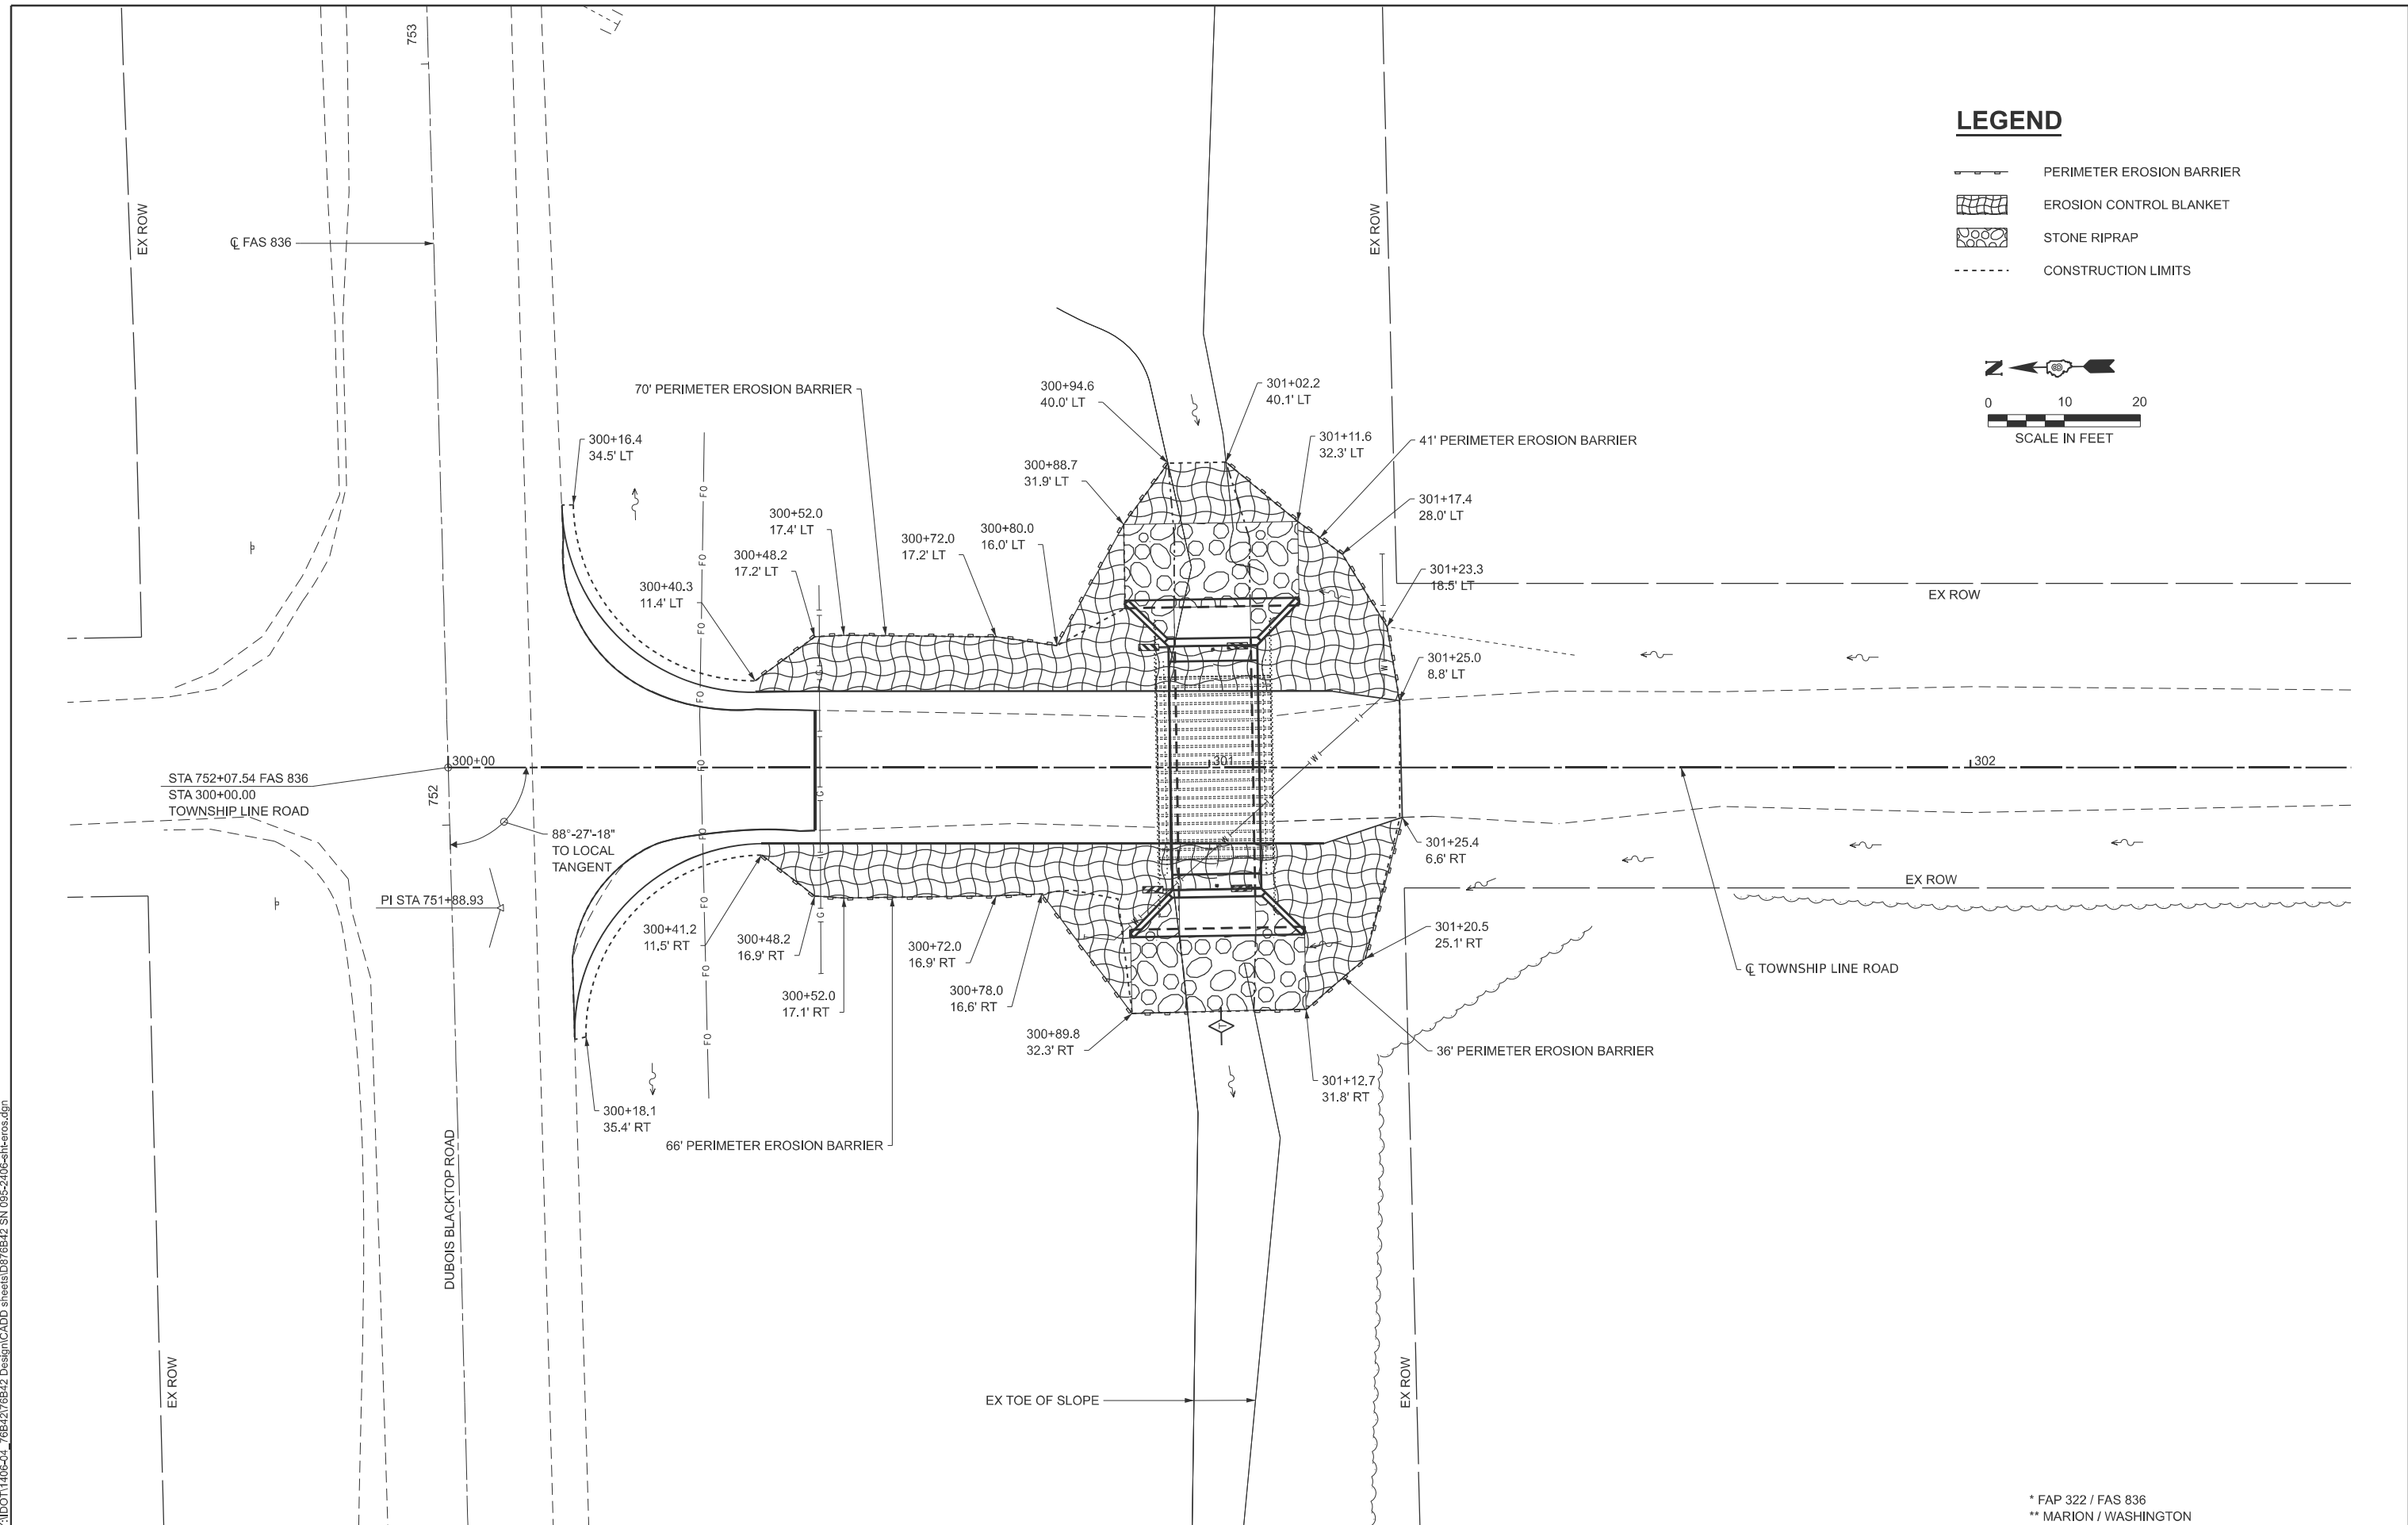 753
EX ROW
℄ FAS 836
EX ROW
LEGEND
PERIMETER EROSION BARRIER
EROSION CONTROL BLANKET
STONE RIPRAP
CONSTRUCTION LIMITS
N
0 10 20
SCALE IN FEET
70' PERIMETER EROSION BARRIER
300+16.4
34.5' LT
300+94.6
40.0' LT
301+02.2
40.1' LT
301+11.6
32.3' LT
41' PERIMETER EROSION BARRIER
300+88.7
31.9' LT
301+17.4
28.0' LT
300+52.0
17.4' LT
300+48.2
17.2' LT
300+72.0
17.2' LT
300+80.0
16.0' LT
300+40.3
11.4' LT
301+23.3
18.5' LT
EX ROW
301+25.0
8.8' LT
FO
FO
FO
FO
FO
FO
FO
FO
FO
G
G
G
W
W
W
300+00
301
302
STA 752+07.54 FAS 836
STA 300+00.00
TOWNSHIP LINE ROAD
752
88°-27'-18"
TO LOCAL
TANGENT
PI STA 751+88.93
301+25.4
6.6' RT
EX ROW
300+41.2
11.5' RT
300+48.2
16.9' RT
300+52.0
17.1' RT
300+72.0
16.9' RT
300+78.0
16.6' RT
300+89.8
32.3' RT
301+20.5
25.1' RT
℄ TOWNSHIP LINE ROAD
36' PERIMETER EROSION BARRIER
301+12.7
31.8' RT
T
300+18.1
35.4' RT
66' PERIMETER EROSION BARRIER
DUBOIS BLACKTOP ROAD
EX ROW
EX TOE OF SLOPE
EX ROW
* FAP 322 / FAS 836
** MARION / WASHINGTON